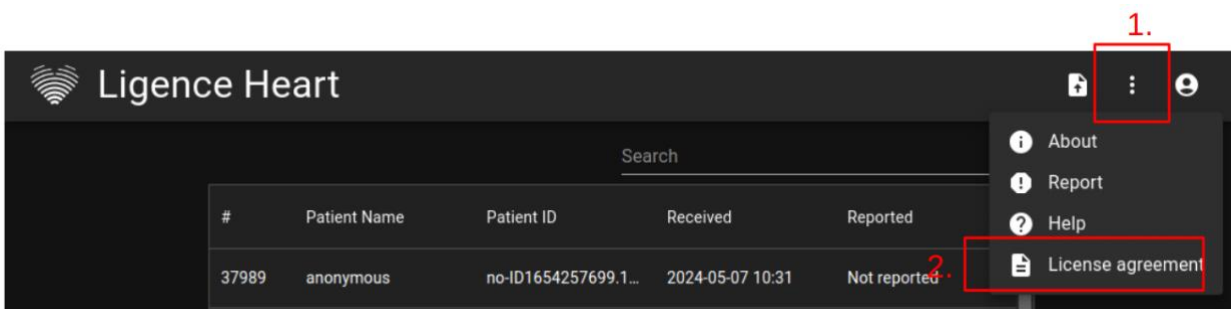 1.
Ligence Heart
Search
About
Report
Help
2. License agreement
# Patient Name Patient ID Received Reported
37989 anonymous no-ID1654257699.1... 2024-05-07 10:31 Not reported